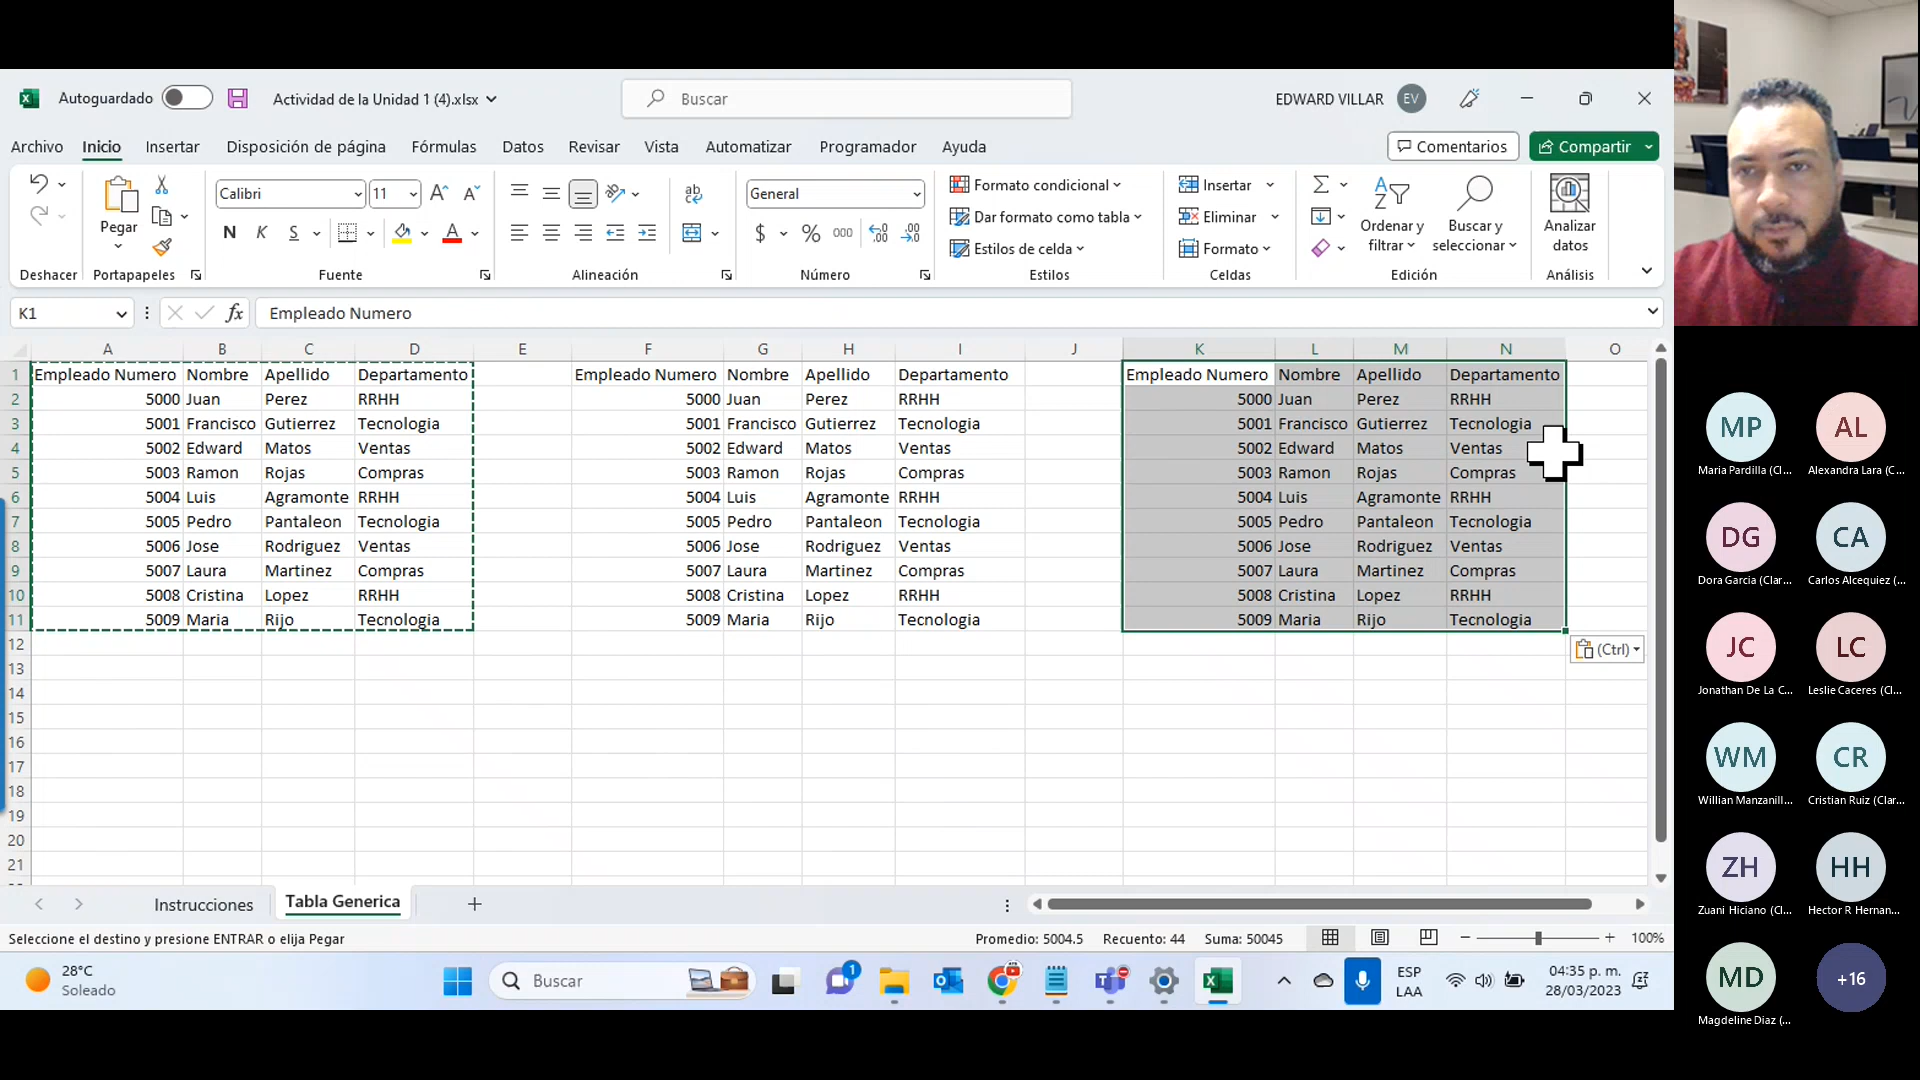 Autoguardado
Actividad de la Unidad 1 (4).xlsx
Buscar
EDWARD VILLAR
EV
Archivo Inicio Insertar Disposición de página Fórmulas Datos Revisar Vista Automatizar Programador Ayuda
Comentarios
Compartir
Pegar
Calibri 11
N K S
ab
General
$ % 000
Formato condicional
Dar formato como tabla
Estilos de celda
Insertar
Eliminar
Formato
Ordenar y filtrar
Buscar y seleccionar
Analizar datos
Deshacer Portapapeles Fuente Alineación Número Estilos Celdas Edición Análisis
K1
fx
Empleado Numero
A B C D E F G H I J K L M N O
1 Empleado Numero Nombre Apellido Departamento Empleado Numero Nombre Apellido Departamento Empleado Numero Nombre Apellido Departamento
2 5000 Juan Perez RRHH 5000 Juan Perez RRHH 5000 Juan Perez RRHH
3 5001 Francisco Gutierrez Tecnologia 5001 Francisco Gutierrez Tecnologia 5001 Francisco Gutierrez Tecnologia
4 5002 Edward Matos Ventas 5002 Edward Matos Ventas 5002 Edward Matos Ventas
5 5003 Ramon Rojas Compras 5003 Ramon Rojas Compras 5003 Ramon Rojas Compras
6 5004 Luis Agramonte RRHH 5004 Luis Agramonte RRHH 5004 Luis Agramonte RRHH
7 5005 Pedro Pantaleon Tecnologia 5005 Pedro Pantaleon Tecnologia 5005 Pedro Pantaleon Tecnologia
8 5006 Jose Rodriguez Ventas 5006 Jose Rodriguez Ventas 5006 Jose Rodriguez Ventas
9 5007 Laura Martinez Compras 5007 Laura Martinez Compras 5007 Laura Martinez Compras
10 5008 Cristina Lopez RRHH 5008 Cristina Lopez RRHH 5008 Cristina Lopez RRHH
11 5009 Maria Rijo Tecnologia 5009 Maria Rijo Tecnologia 5009 Maria Rijo Tecnologia
12
(Ctrl)
13
14
15
16
17
18
19
20
21
Instrucciones
Tabla Generica
Seleccione el destino y presione ENTRAR o elija Pegar
Promedio: 5004.5 Recuento: 44 Suma: 50045
100%
28°C
Soleado
Buscar
1
ESP
LAA
04:35 p. m.
28/03/2023
MP
Maria Pardilla (Cl...
AL
Alexandra Lara (C...
DG
Dora Garcia (Clar...
CA
Carlos Alcequiez (...
JC
Jonathan De La C...
LC
Leslie Caceres (Cl...
WM
Willian Manzanill...
CR
Cristian Ruiz (Clar...
ZH
Zuani Hiciano (Cl...
HH
Hector R Hernan...
MD
Magdeline Diaz (...
+16